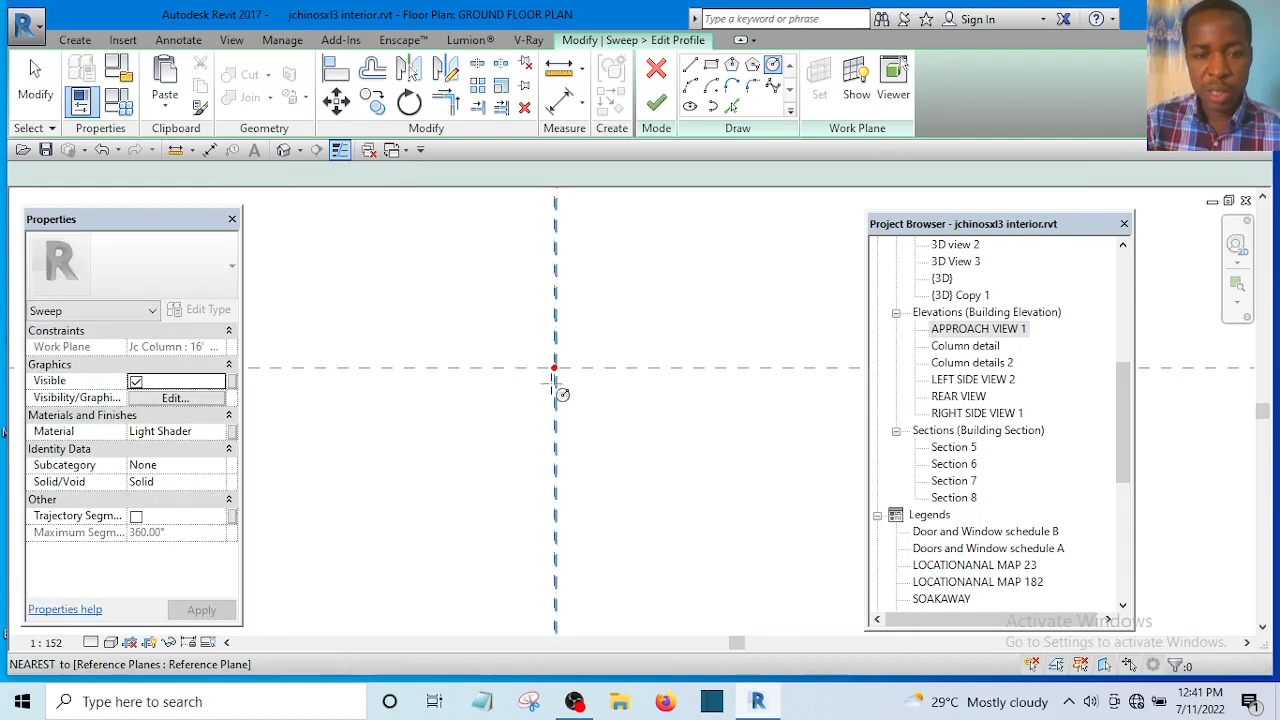 Autodesk Revit 2017 - jchinosxl3 interior.rvt - Floor Plan: GROUND FLOOR PLAN
Type a keyword or phrase
Sign In
Create Insert Annotate View Manage Add-Ins Enscape™ Lumion® V-Ray Modify | Sweep > Edit Profile
Modify
Paste
Cut
Join
Set Show Viewer
Select Properties Clipboard Geometry Modify Measure Create Mode Draw Work Plane
Properties
Sweep
Edit Type
Constraints
Work Plane Jc Column : 16' ...
Graphics
Visible
Visibility/Graphi... Edit...
Materials and Finishes
Material Light Shader
Identity Data
Subcategory None
Solid/Void Solid
Other
Trajectory Segm...
Maximum Segm... 360.00°
Properties help
Apply
Project Browser - jchinosxl3 interior.rvt
3D view 2
3D View 3
{3D}
{3D} Copy 1
Elevations (Building Elevation)
APPROACH VIEW 1
Column detail
Column details 2
LEFT SIDE VIEW 2
REAR VIEW
RIGHT SIDE VIEW 1
Sections (Building Section)
Section 5
Section 6
Section 7
Section 8
Legends
Door and Window schedule B
Doors and Window schedule A
LOCATIONANAL MAP 23
LOCATIONANAL MAP 182
SOAKAWAY
2D
Activate Windows
Go to Settings to activate Windows.
1 : 152
NEAREST to [Reference Planes : Reference Plane]
:0
Type here to search
29°C Mostly cloudy
12:41 PM
7/11/2022